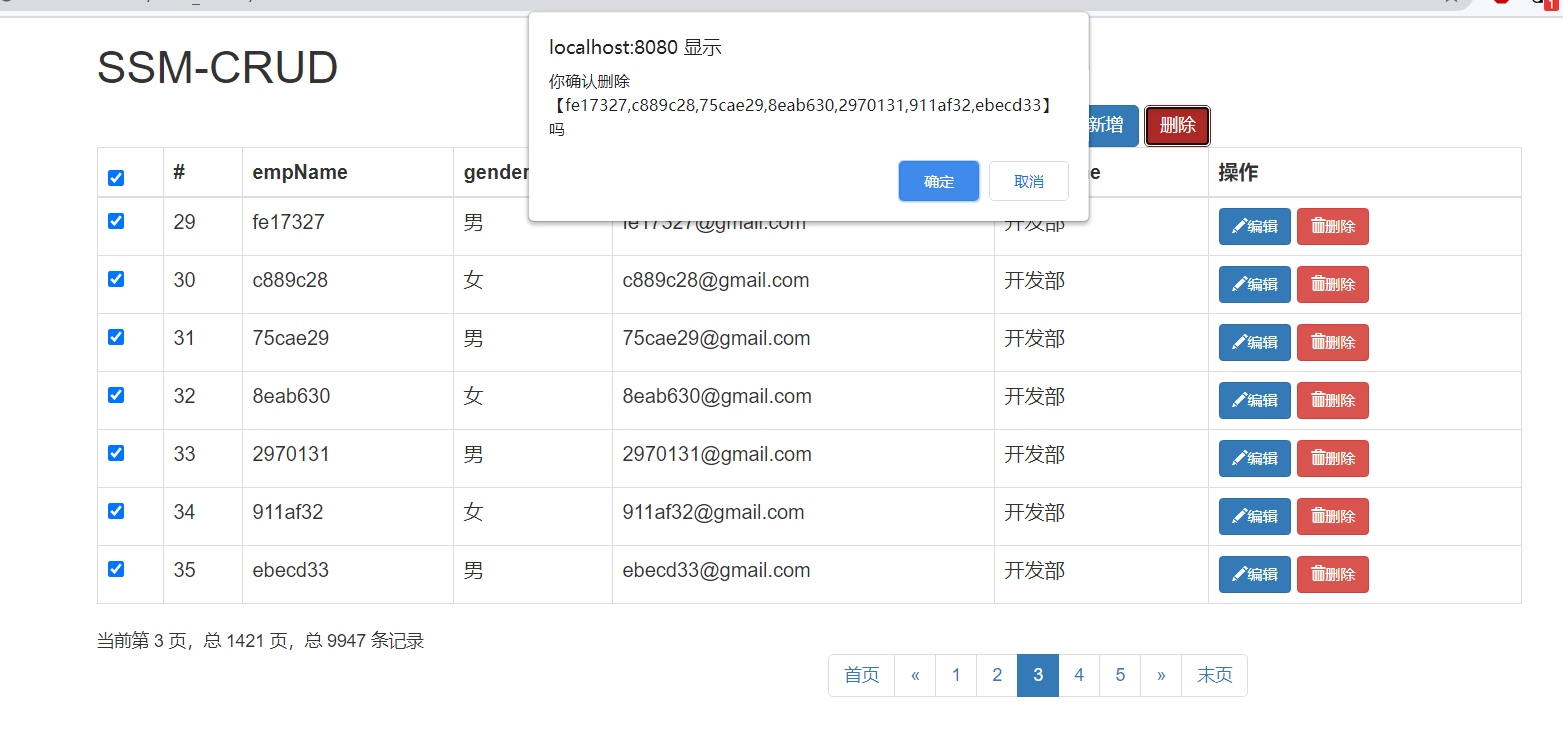 SSM-CRUD
localhost:8080 显示
你确认删除
【fe17327,c889c28,75cae29,8eab630,2970131,911af32,ebecd33】
吗
确定 取消
新增 删除
# empName gender 操作
29 fe17327 男 fe17327@gmail.com 开发部 编辑 删除
30 c889c28 女 c889c28@gmail.com 开发部 编辑 删除
31 75cae29 男 75cae29@gmail.com 开发部 编辑 删除
32 8eab630 女 8eab630@gmail.com 开发部 编辑 删除
33 2970131 男 2970131@gmail.com 开发部 编辑 删除
34 911af32 女 911af32@gmail.com 开发部 编辑 删除
35 ebecd33 男 ebecd33@gmail.com 开发部 编辑 删除
当前第 3 页，总 1421 页，总 9947 条记录
首页 « 1 2 3 4 5 » 末页